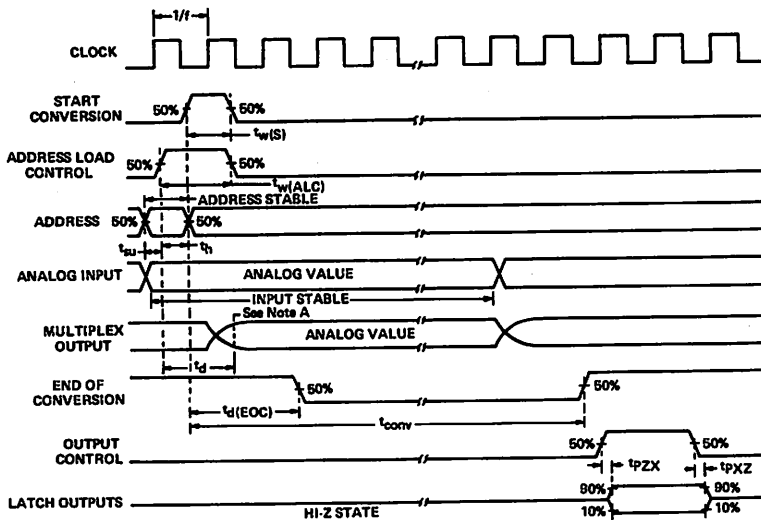 1/f
CLOCK
START
CONVERSION
50%
50%
tw(S)
ADDRESS LOAD
CONTROL
50%
50%
tw(ALC)
ADDRESS STABLE
ADDRESS
50%
50%
tsu
th
ANALOG INPUT
ANALOG VALUE
INPUT STABLE
See Note A
MULTIPLEX
OUTPUT
ANALOG VALUE
td
END OF
CONVERSION
50%
50%
td(EOC)
tconv
OUTPUT
CONTROL
50%
50%
tPZX
tPXZ
LATCH OUTPUTS
HI-Z STATE
90%
90%
10%
10%